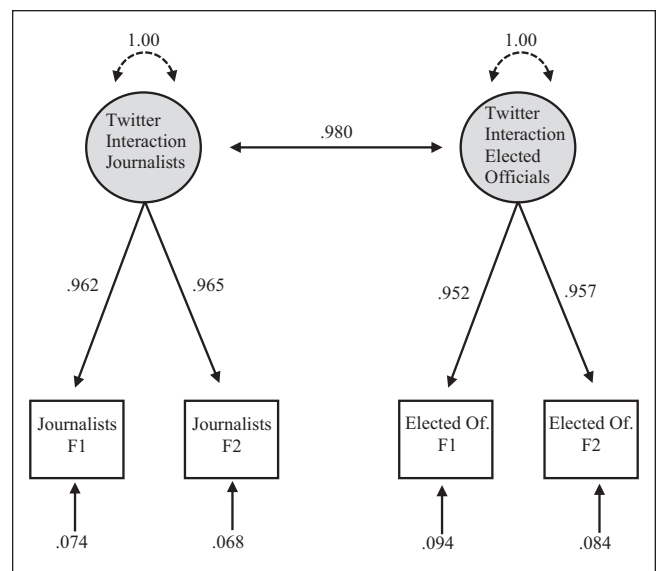 1.00
1.00
Twitter
Interaction
Journalists
.980
Twitter
Interaction
Elected
Officials
.962
.965
.952
.957
Journalists
F1
Journalists
F2
Elected Of.
F1
Elected Of.
F2
.074
.068
.094
.084